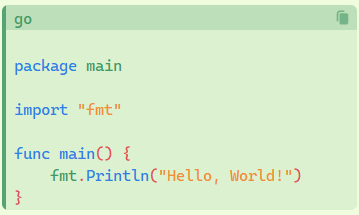 go
package main
import "fmt"
func main() {
    fmt.Println("Hello, World!")
}